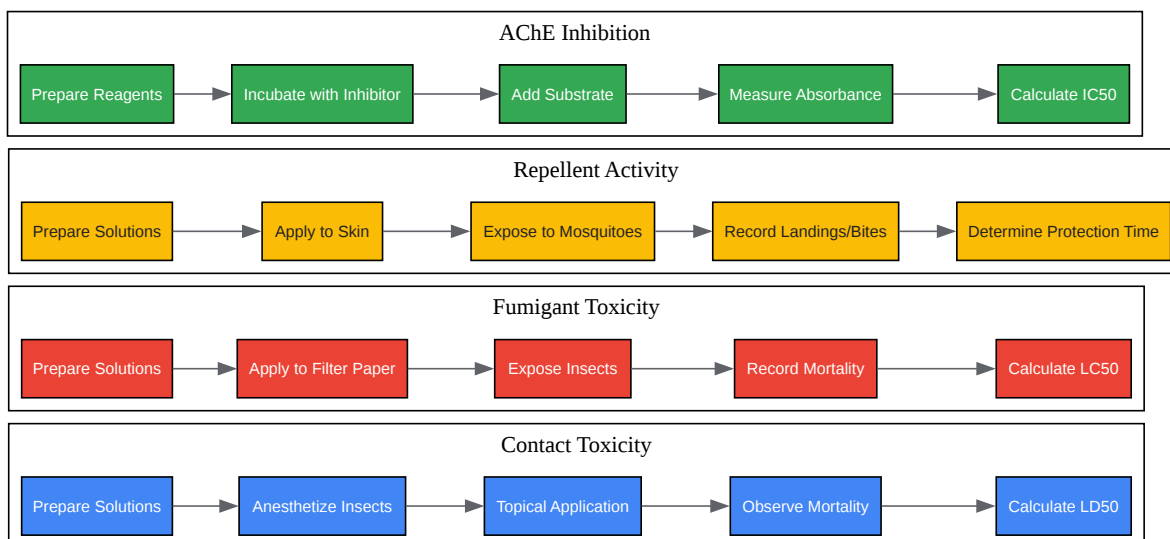 AChE Inhibition
Prepare Reagents
Incubate with Inhibitor
Add Substrate
Measure Absorbance
Calculate IC50
Repellent Activity
Prepare Solutions
Apply to Skin
Expose to Mosquitoes
Record Landings/Bites
Determine Protection Time
Fumigant Toxicity
Prepare Solutions
Apply to Filter Paper
Expose Insects
Record Mortality
Calculate LC50
Contact Toxicity
Prepare Solutions
Anesthetize Insects
Topical Application
Observe Mortality
Calculate LD50